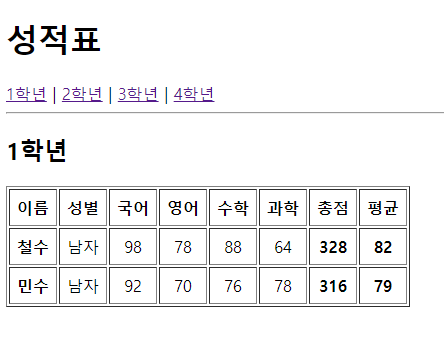 성적표
1학년 | 2학년 | 3학년 | 4학년
1학년
이름 성별 국어 영어 수학 과학 총점 평균
철수 남자 98 78 88 64 328 82
민수 남자 92 70 76 78 316 79